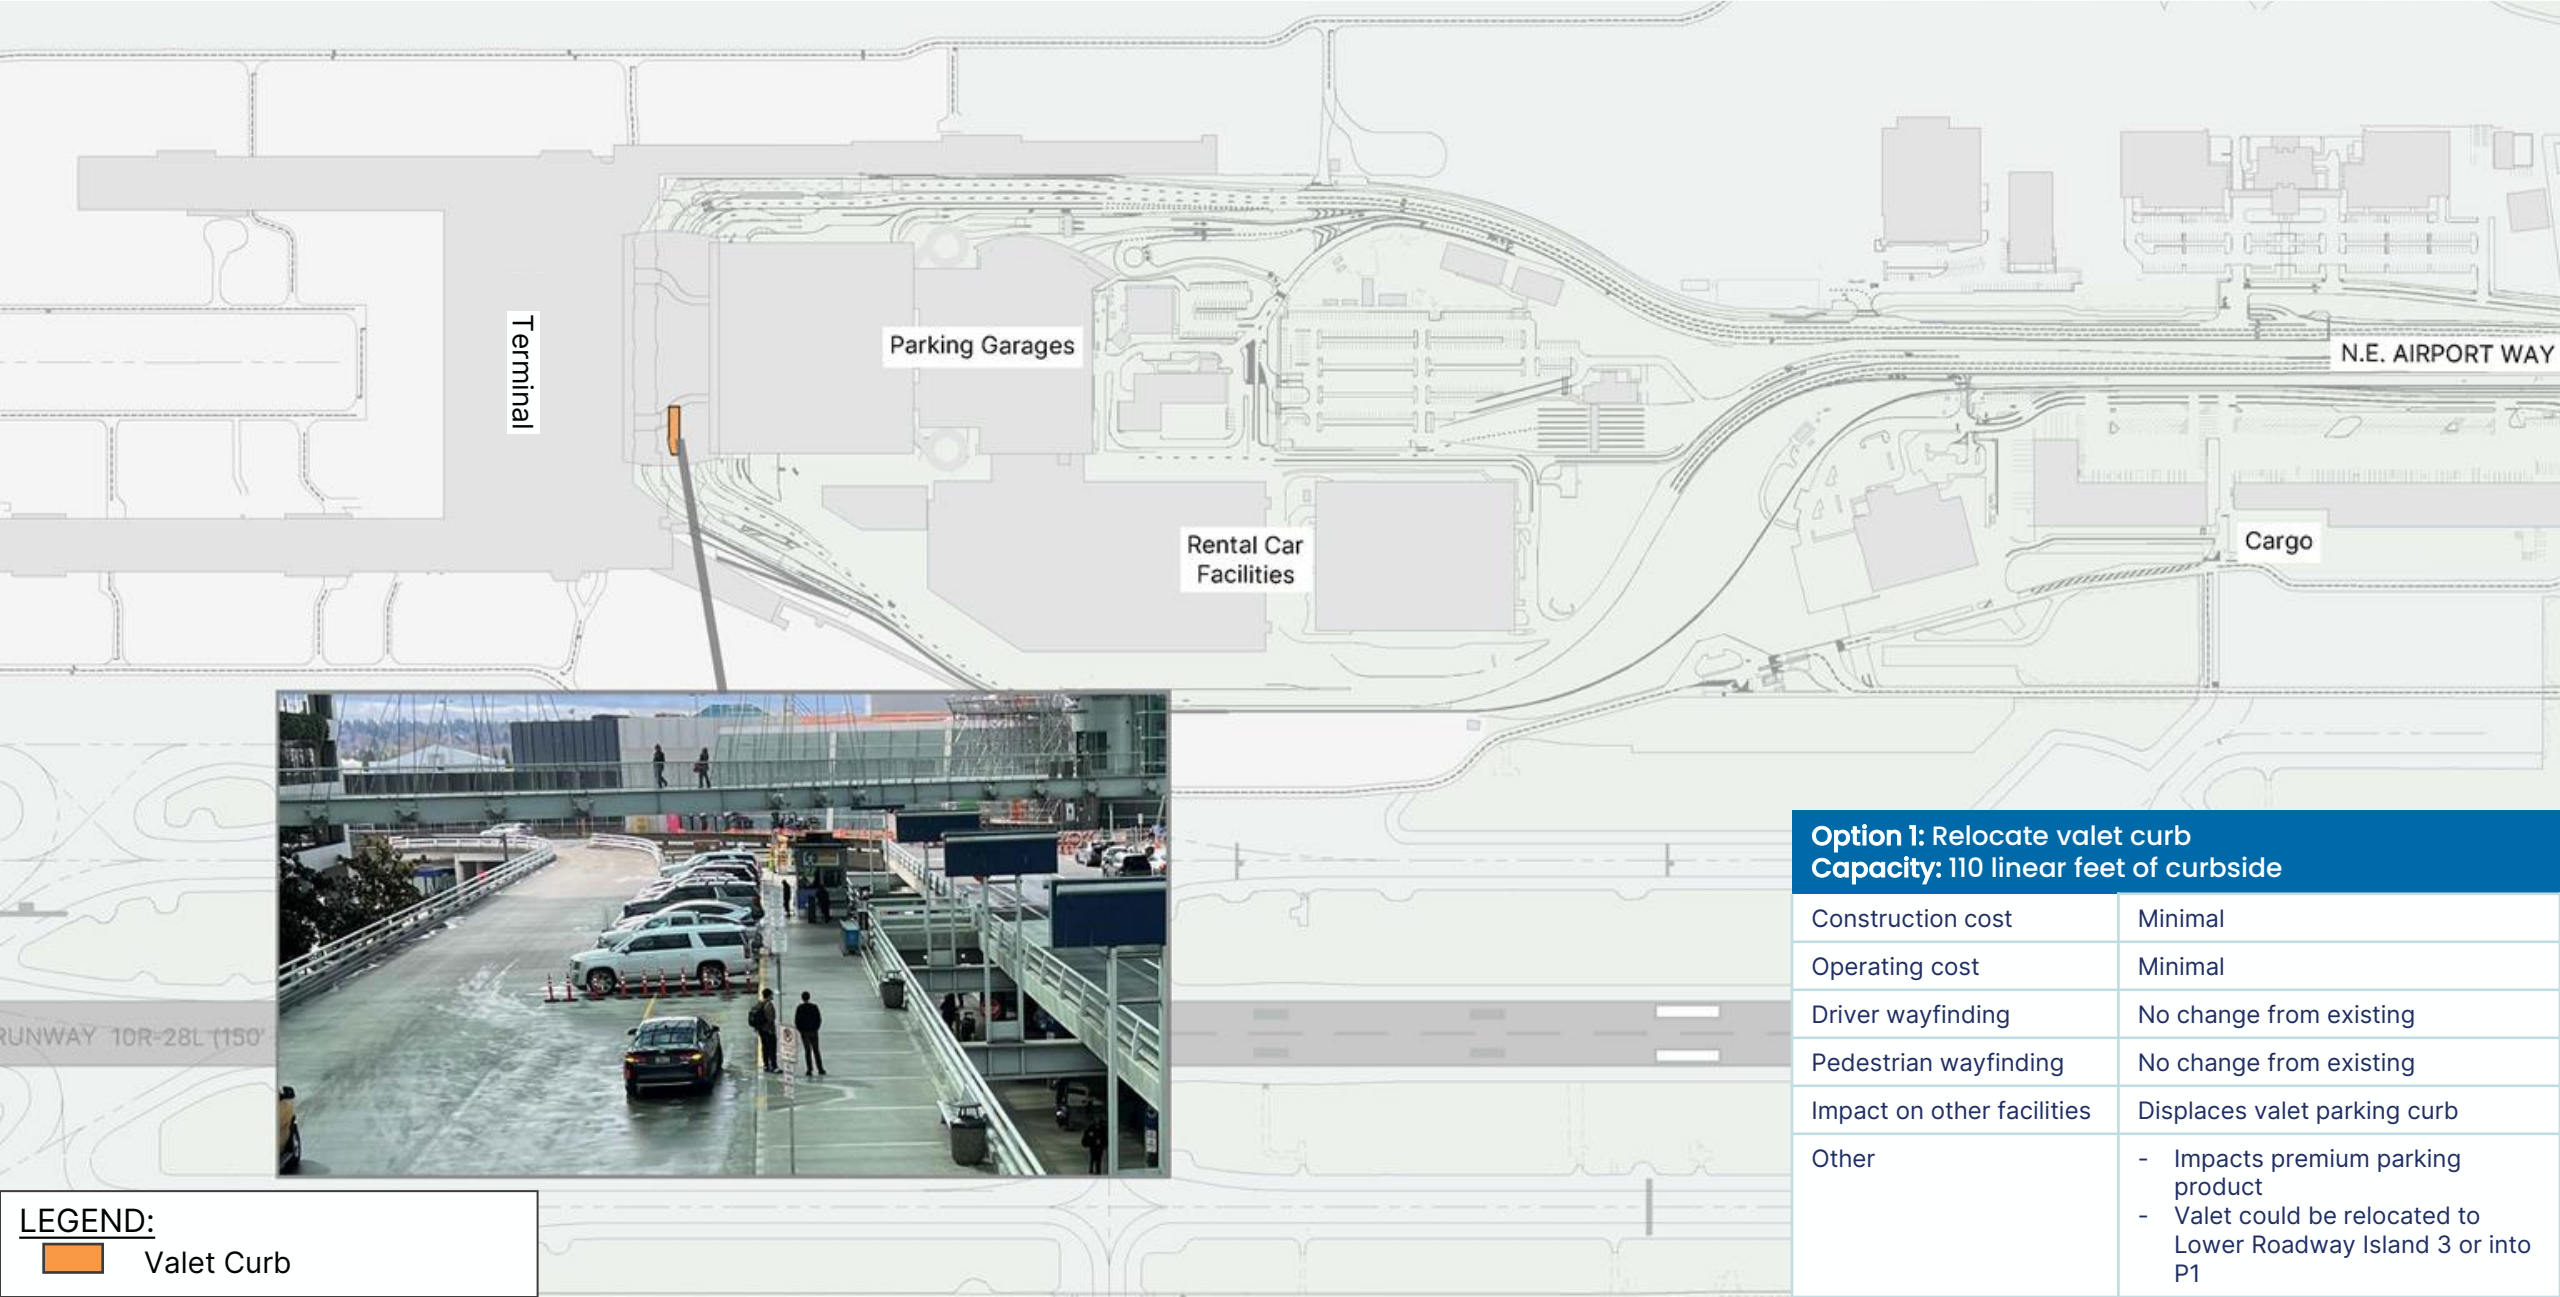 Terminal
Parking Garages
N.E. AIRPORT WAY
Rental Car
Facilities
Cargo
RUNWAY 10R-28L (150'
Option 1: Relocate valet curb
Capacity: 110 linear feet of curbside
Construction cost Minimal
Operating cost Minimal
Driver wayfinding No change from existing
Pedestrian wayfinding No change from existing
Impact on other facilities Displaces valet parking curb
Other - Impacts premium parking
product
- Valet could be relocated to
Lower Roadway Island 3 or into
P1
LEGEND:
Valet Curb